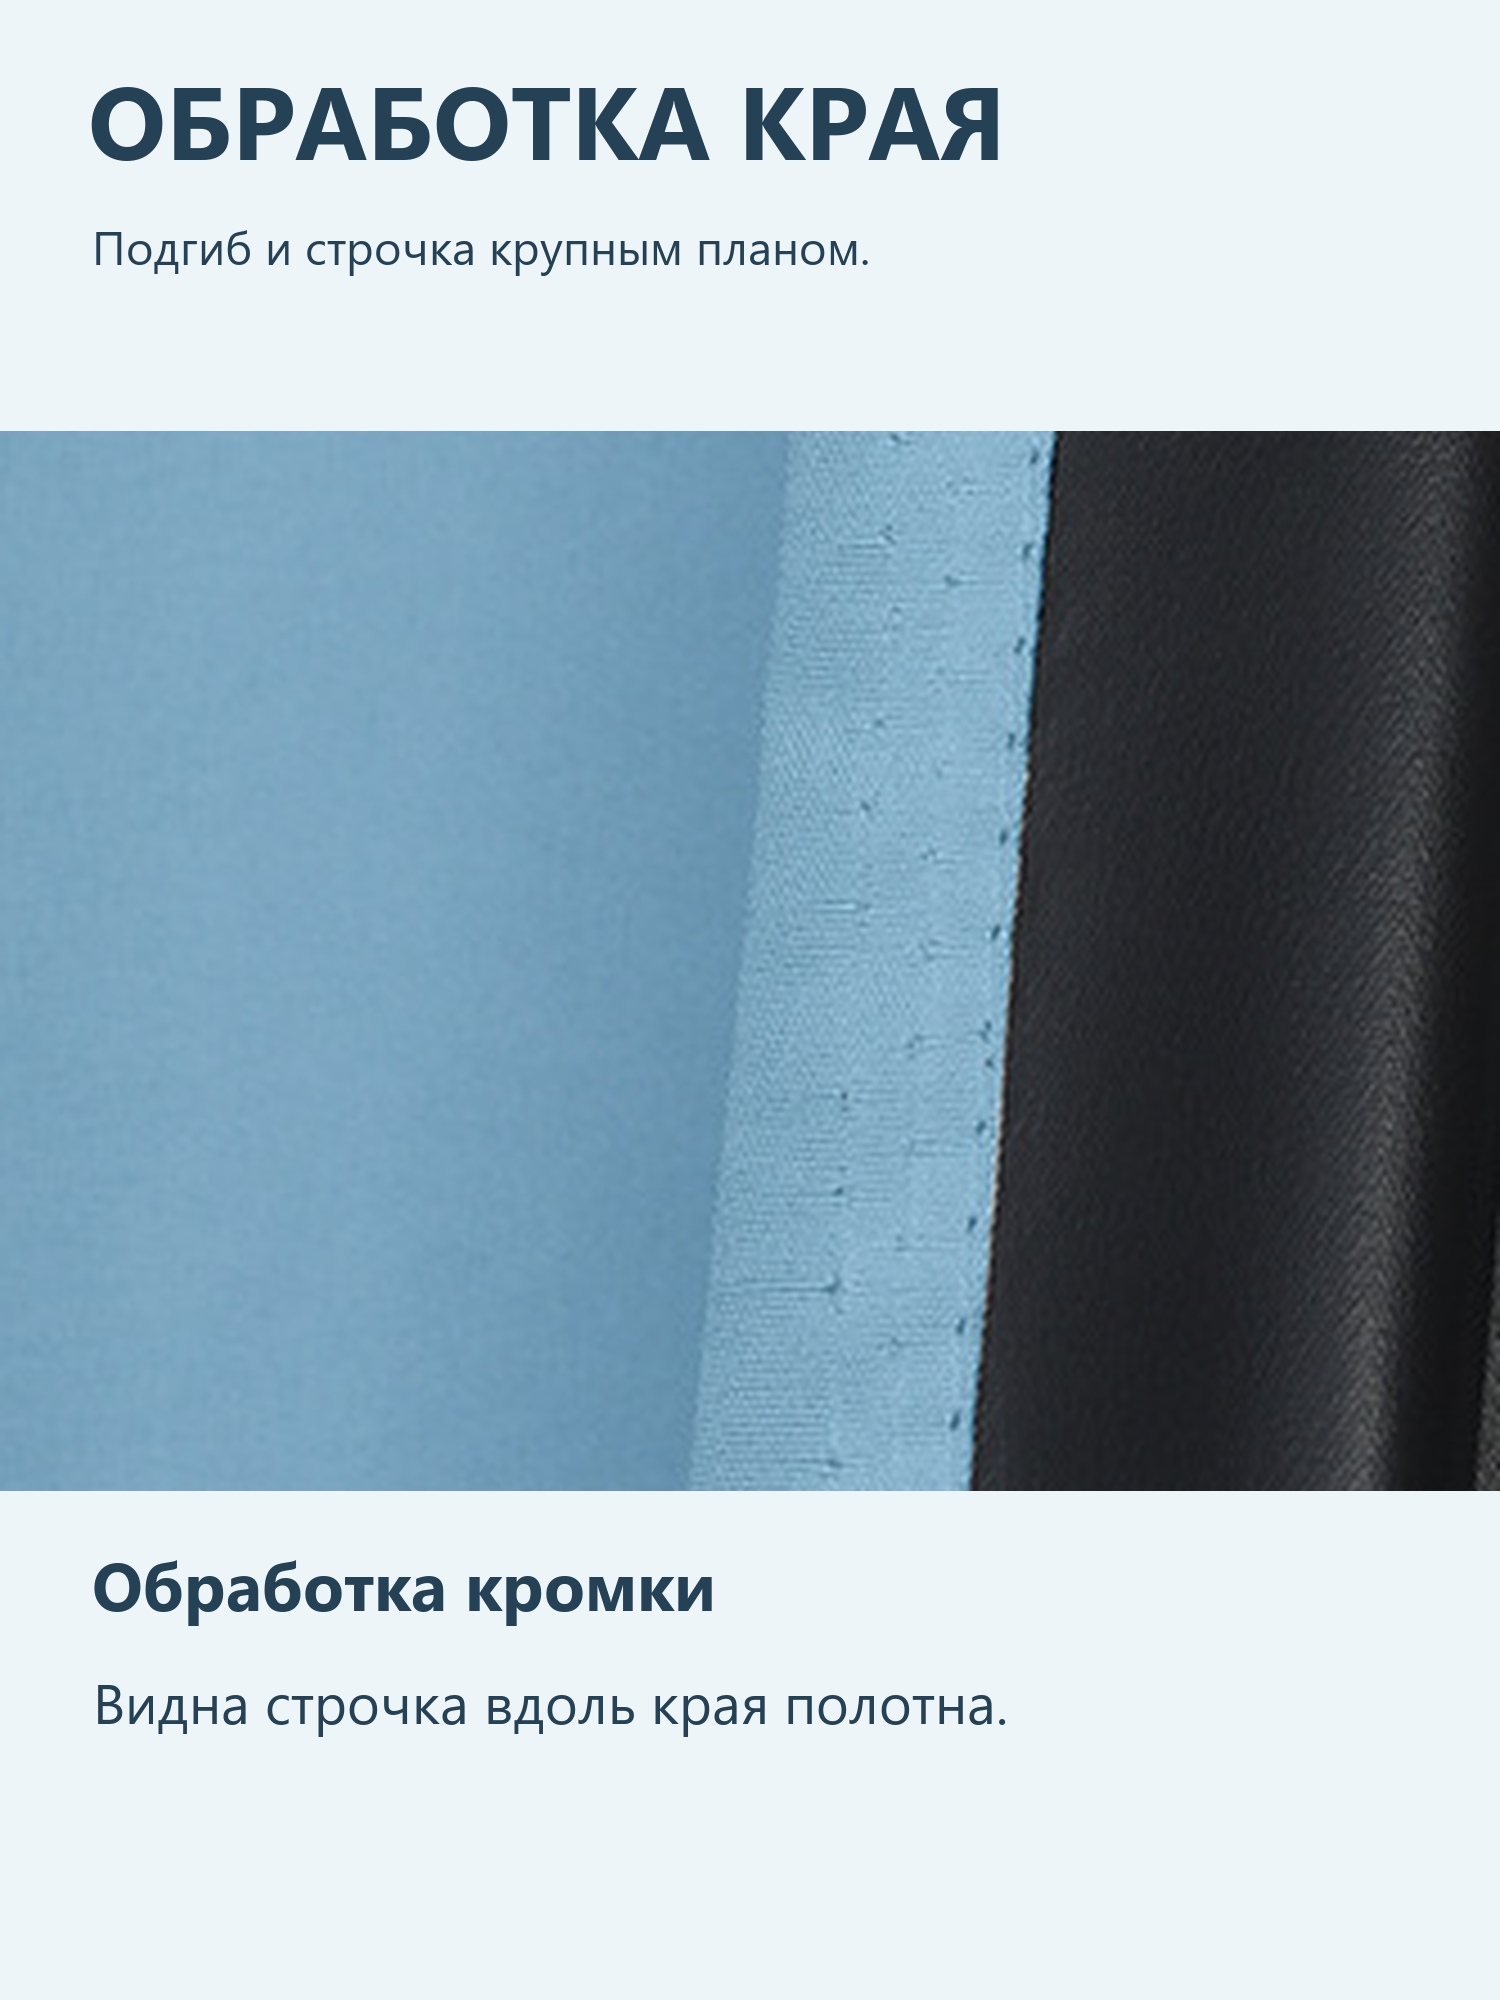 ОБРАБОТКА КРАЯ
Подгиб и строчка крупным планом.
Обработка кромки
Видна строчка вдоль края полотна.